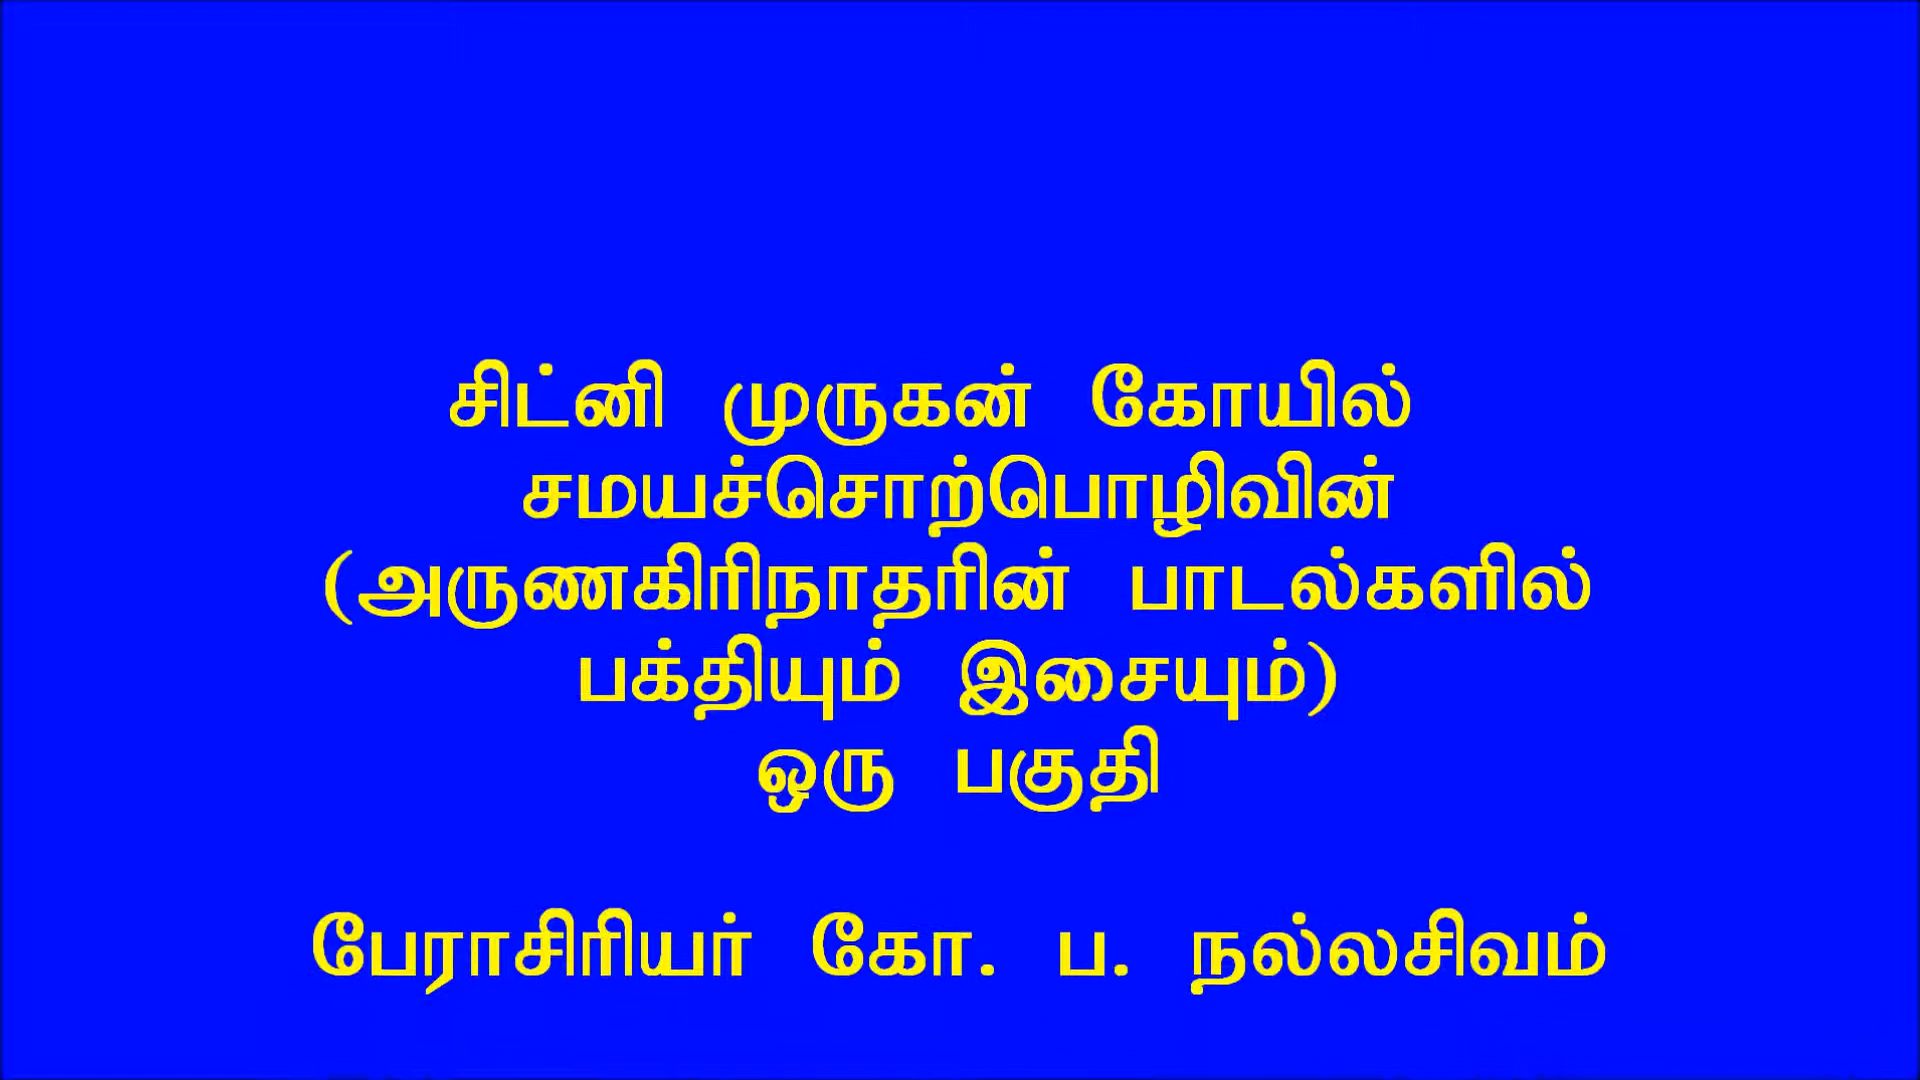 சிட்னி முருகன் கோயில்
சமயச்சொற்பொழிவின்
(அருணகிரிநாதரின் பாடல்களில்
பக்தியும் இசையும்)
ஒரு பகுதி
பேராசிரியர் கோ. ப. நல்லசிவம்